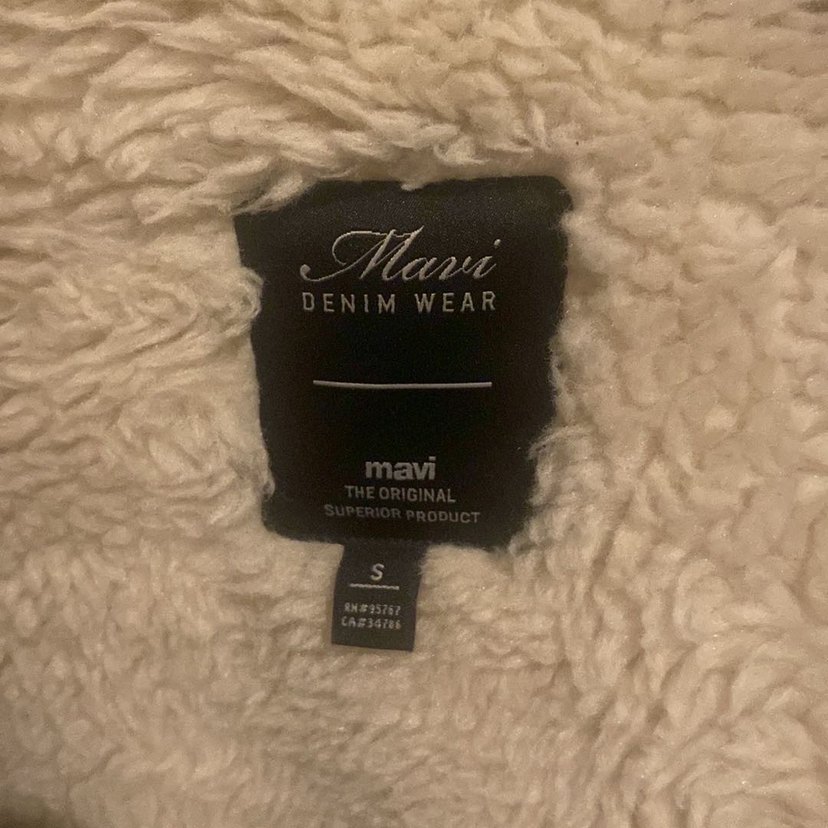 Mavi
DENIM WEAR
mavi
THE ORIGINAL
SUPERIOR PRODUCT
S
RN#95767
CA#34786